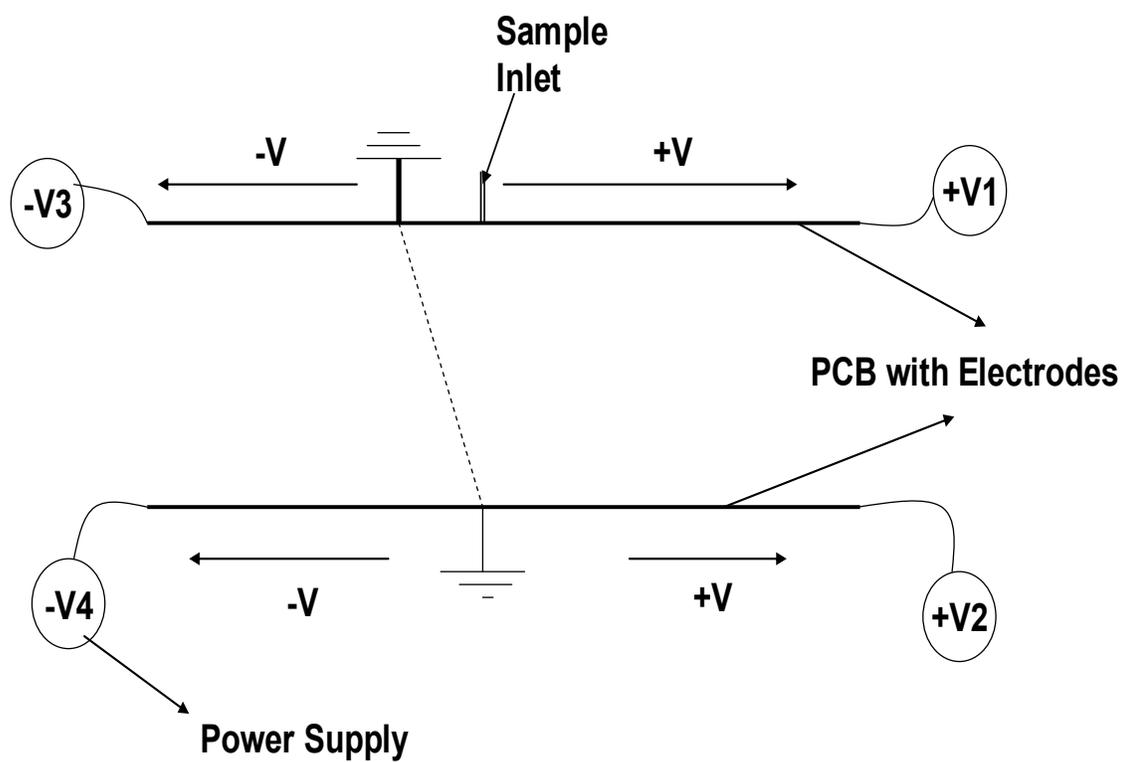 Sample
Inlet
-V
+V
-V3
+V1
PCB with Electrodes
-V4
-V
+V
+V2
Power Supply